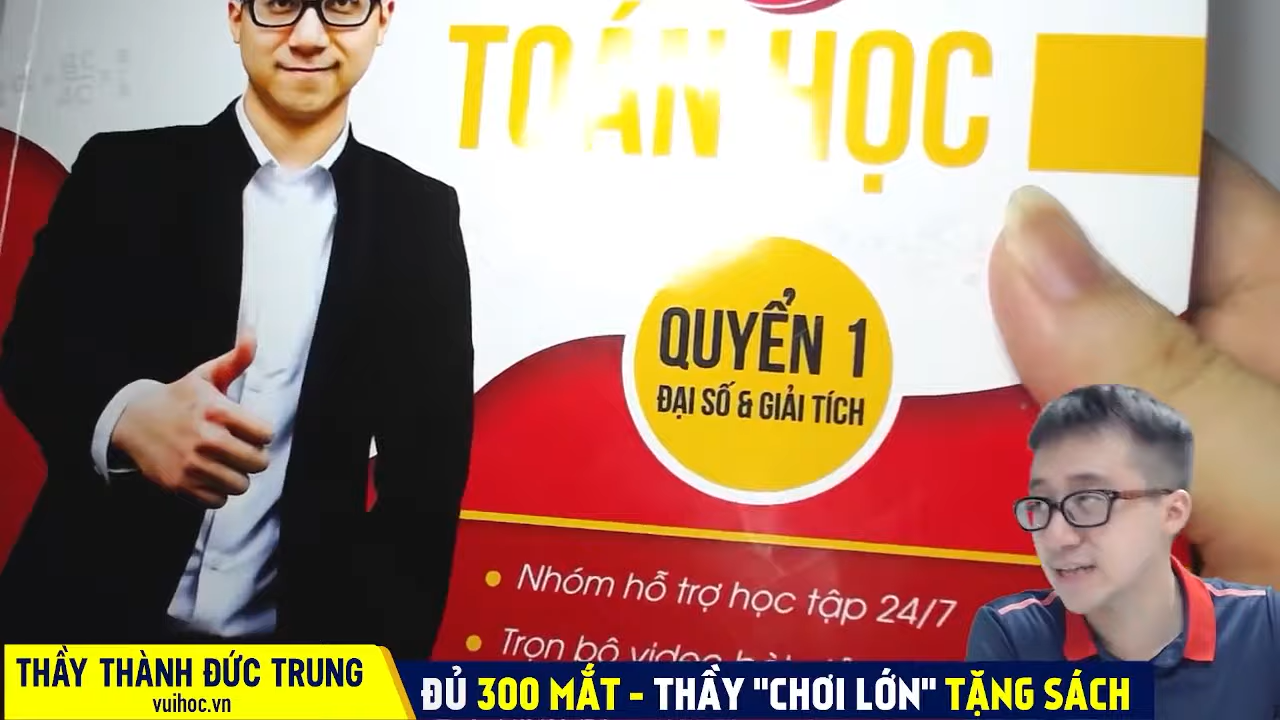 TOÁN HỌC
QUYỂN 1
ĐẠI SỐ & GIẢI TÍCH
Nhóm hỗ trợ học tập 24/7
Trọn bộ video
THẦY THÀNH ĐỨC TRUNG
vuihoc.vn
ĐỦ 300 MẮT - THẦY "CHƠI LỚN" TẶNG SÁCH